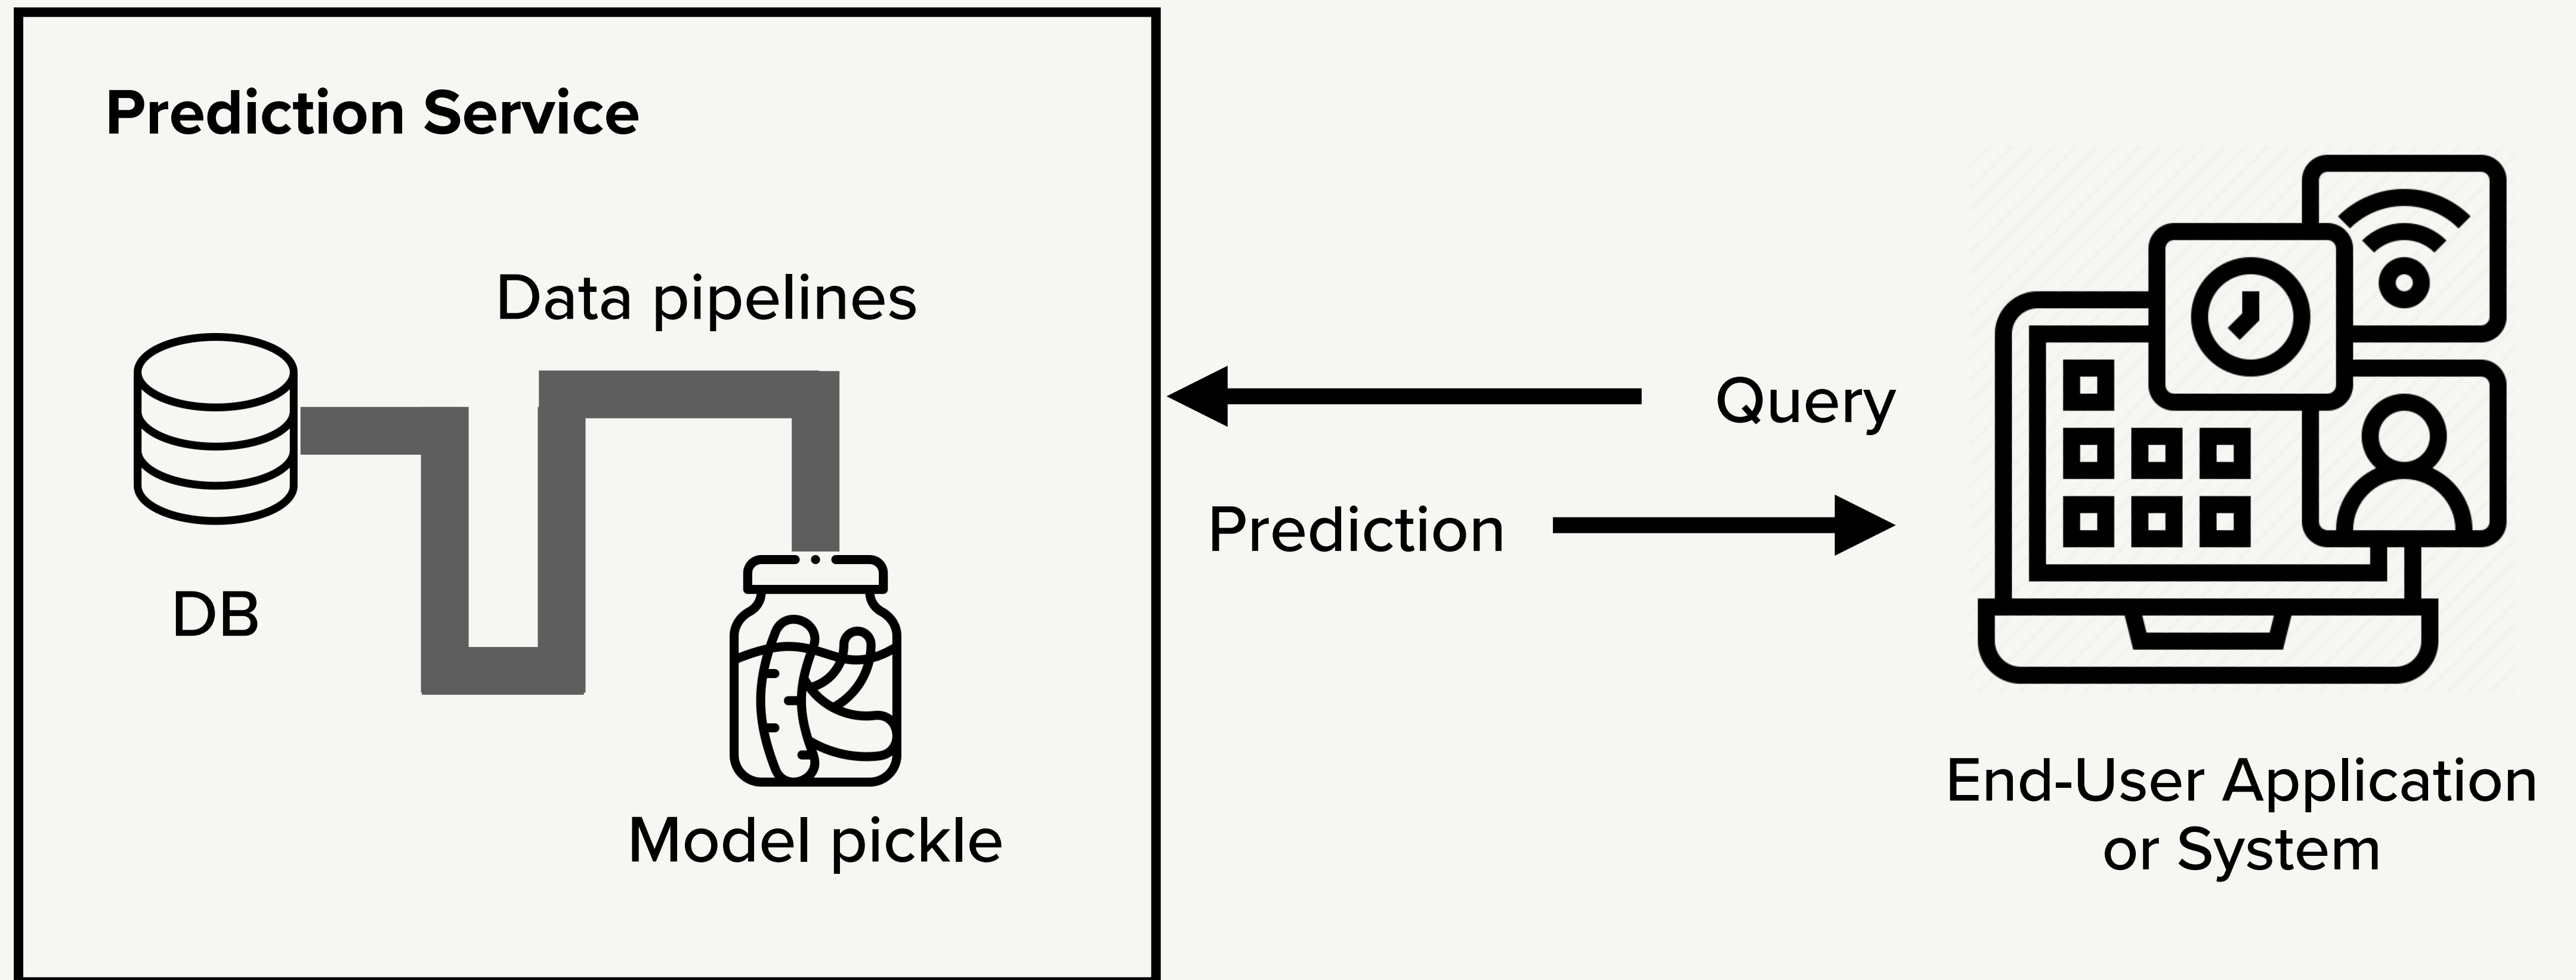 Prediction Service
Data pipelines
DB
Model pickle
Query
Prediction
End-User Application
or System